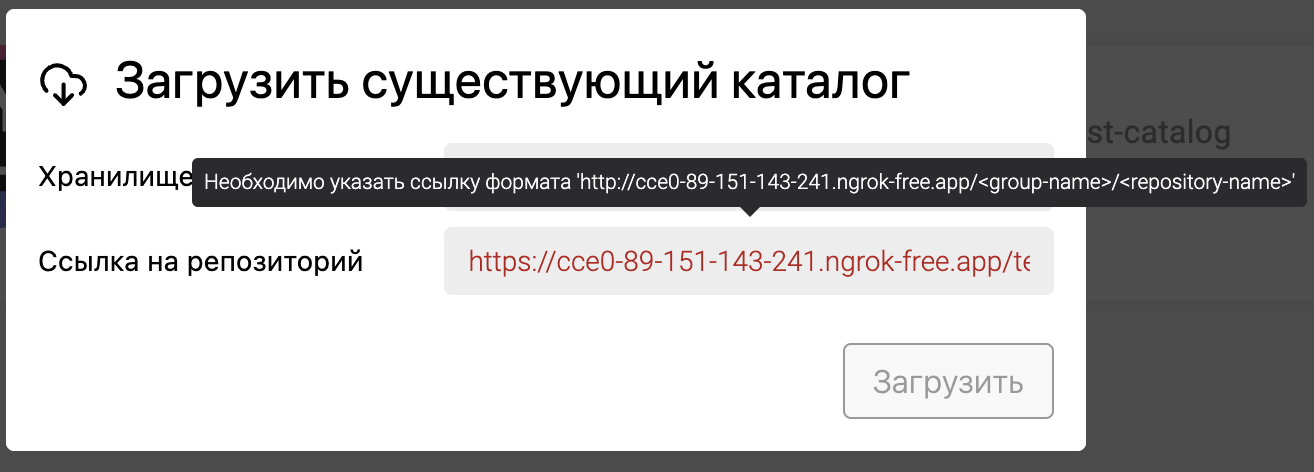 Загрузить существующий каталог
st-catalog
Хранилище
Необходимо указать ссылку формата 'http://cce0-89-151-143-241.ngrok-free.app/<group-name>/<repository-name>'
Ссылка на репозиторий
https://cce0-89-151-143-241.ngrok-free.app/te
Загрузить